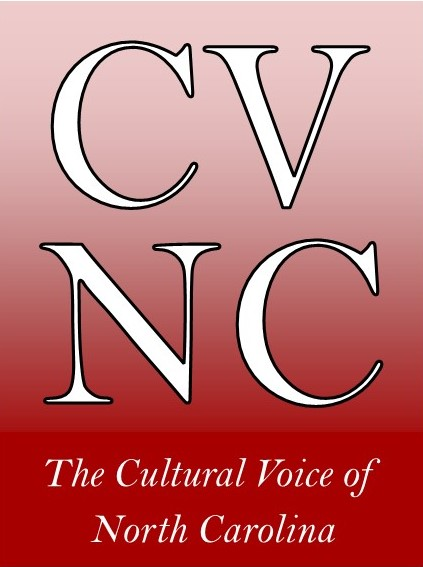 CV
NC
The Cultural Voice of
North Carolina